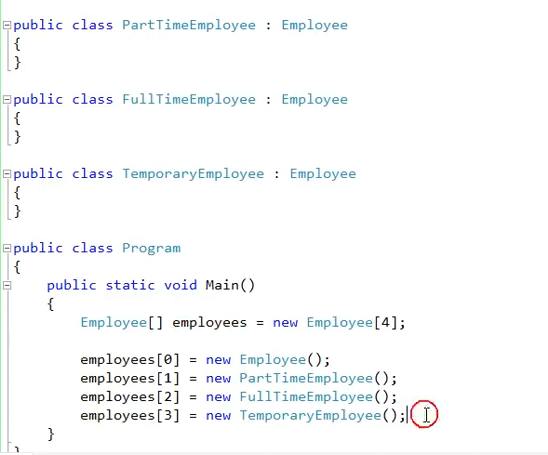 public class PartTimeEmployee : Employee
{
}
public class FullTimeEmployee : Employee
{
}
public class TemporaryEmployee : Employee
{
}
public class Program
{
public static void Main()
{
Employee[] employees = new Employee[4];
employees[0] = new Employee();
employees[1] = new PartTimeEmployee();
employees[2] = new FullTimeEmployee();
employees[3] = new TemporaryEmployee();
}
}